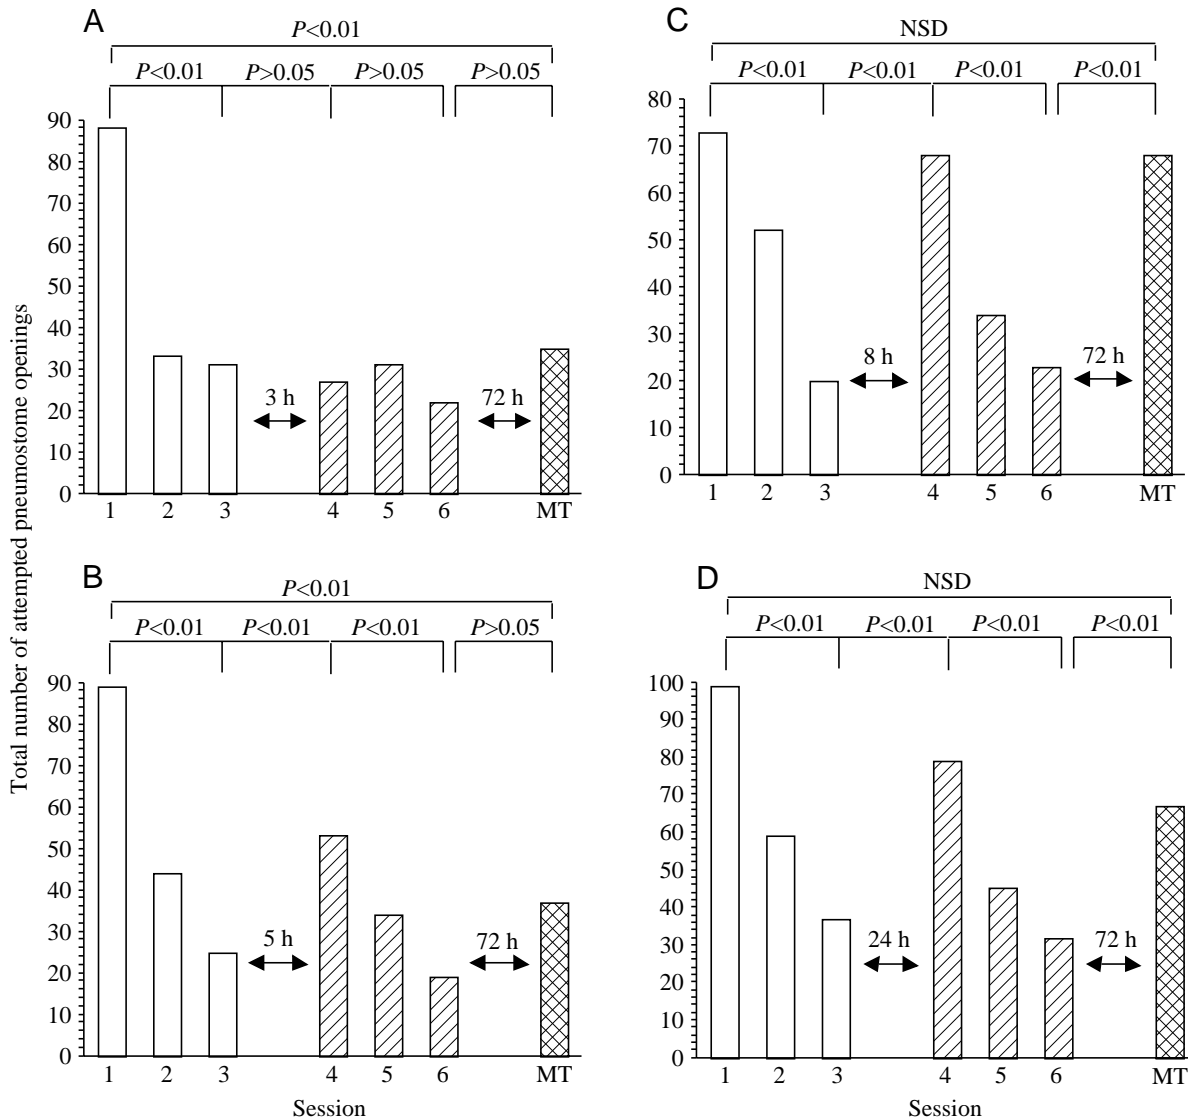 A
P<0.01
P<0.01 P>0.05 P>0.05 P>0.05
90
80
70
60
50
40
30
20
10
0
3 h
72 h
1 2 3 4 5 6 MT
C
NSD
P<0.01 P<0.01 P<0.01 P<0.01
80
70
60
50
40
30
20
10
0
8 h
72 h
1 2 3 4 5 6 MT
Total number of attempted pneumostome openings
B
P<0.01
P<0.01 P<0.01 P<0.01 P>0.05
90
80
70
60
50
40
30
20
10
0
5 h
72 h
1 2 3 4 5 6 MT
Session
D
NSD
P<0.01 P<0.01 P<0.01 P<0.01
100
90
80
70
60
50
40
30
20
10
0
24 h
72 h
1 2 3 4 5 6 MT
Session